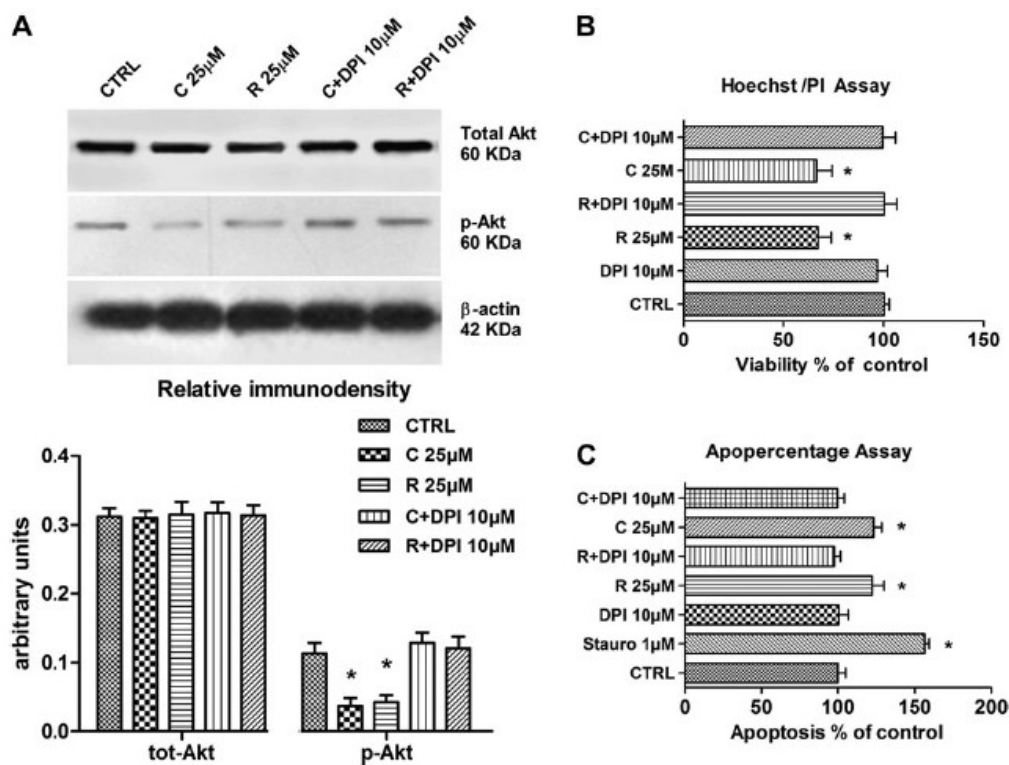 A
CTRL
C 25µM
R 25µM
C+DPI 10µM
R+DPI 10µM
Total Akt
60 KDa
p-Akt
60 KDa
β-actin
42 KDa
Relative immunodensity
CTRL
C 25µM
R 25µM
C+DPI 10µM
R+DPI 10µM
arbitrary units
0.4
0.3
0.2
0.1
0.0
* *
tot-Akt p-Akt
B
Hoechst /PI Assay
C+DPI 10µM
C 25M *
R+DPI 10µM
R 25µM *
DPI 10µM
CTRL
0 50 100 150
Viability % of control
C
Apopercentage Assay
C+DPI 10µM
C 25µM *
R+DPI 10µM
R 25µM *
DPI 10µM
Stauro 1µM *
CTRL
0 50 100 150 200
Apoptosis % of control